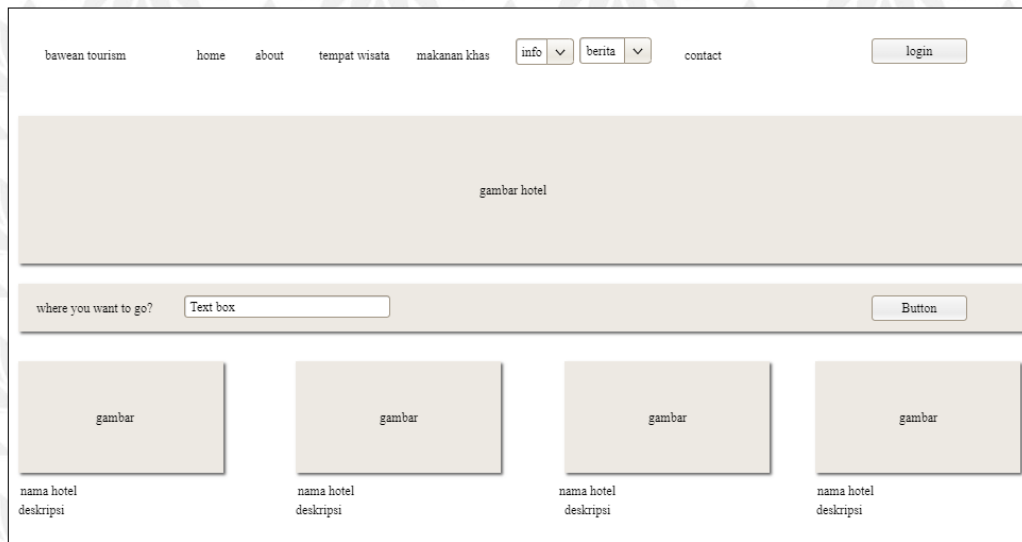 bawean tourism home about tempat wisata makanan khas info berita contact login
gambar hotel
where you want to go? Text box Button
gambar gambar gambar gambar
nama hotel nama hotel nama hotel nama hotel
deskripsi deskripsi deskripsi deskripsi